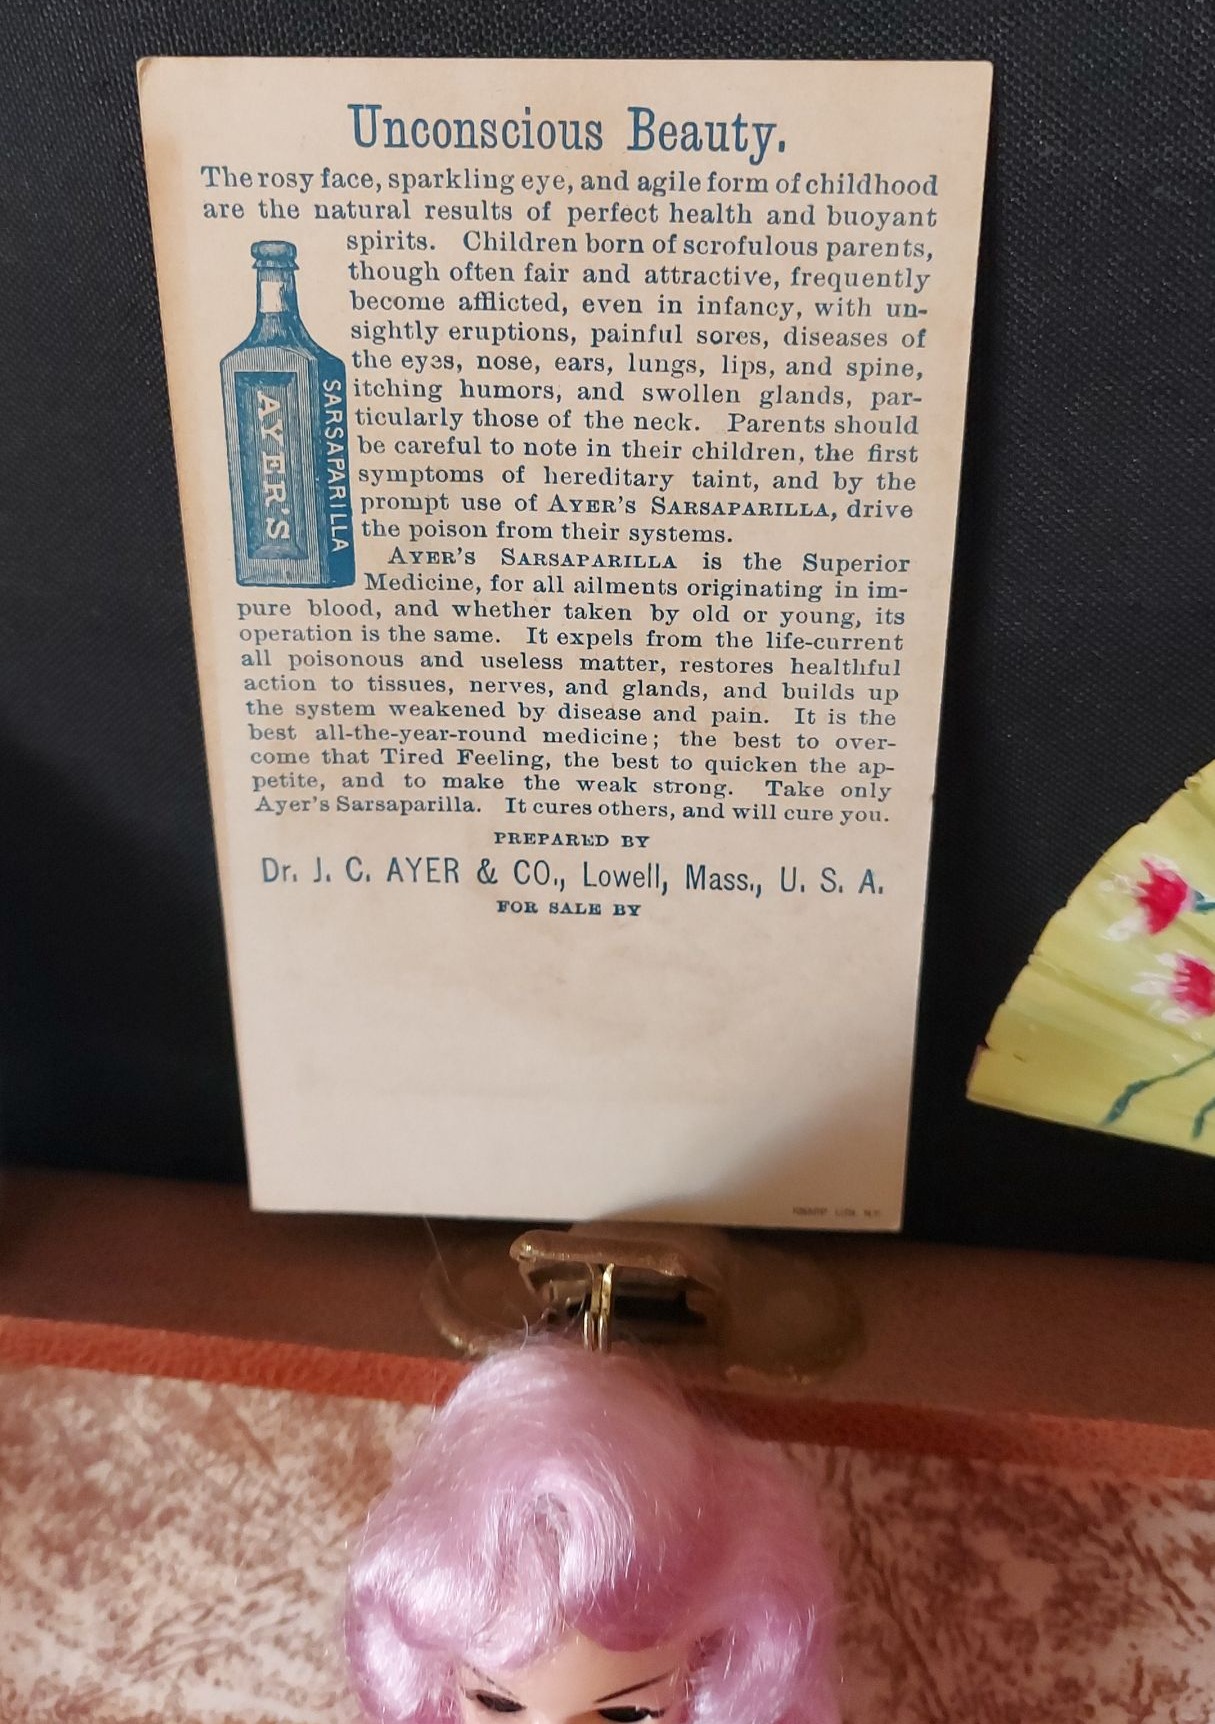 Unconscious Beauty.
The rosy face, sparkling eye, and agile form of childhood
are the natural results of perfect health and buoyant
spirits. Children born of scrofulous parents,
though often fair and attractive, frequently
become afflicted, even in infancy, with un-
sightly eruptions, painful sores, diseases of
the eyes, nose, ears, lungs, lips, and spine,
itching humors, and swollen glands, par-
ticularly those of the neck. Parents should
be careful to note in their children, the first
symptoms of hereditary taint, and by the
prompt use of AYER'S SARSAPARILLA, drive
the poison from their systems.
AYER'S SARSAPARILLA is the Superior
Medicine, for all ailments originating in im-
pure blood, and whether taken by old or young, its
operation is the same. It expels from the life-current
all poisonous and useless matter, restores healthful
action to tissues, nerves, and glands, and builds up
the system weakened by disease and pain. It is the
best all-the-year-round medicine; the best to over-
come that Tired Feeling, the best to quicken the ap-
petite, and to make the weak strong. Take only
Ayer's Sarsaparilla. It cures others, and will cure you.
PREPARED BY
Dr. J. C. AYER & CO., Lowell, Mass., U. S. A.
FOR SALE BY
AYER'S
SARSAPARILLA
LITH. N.Y.